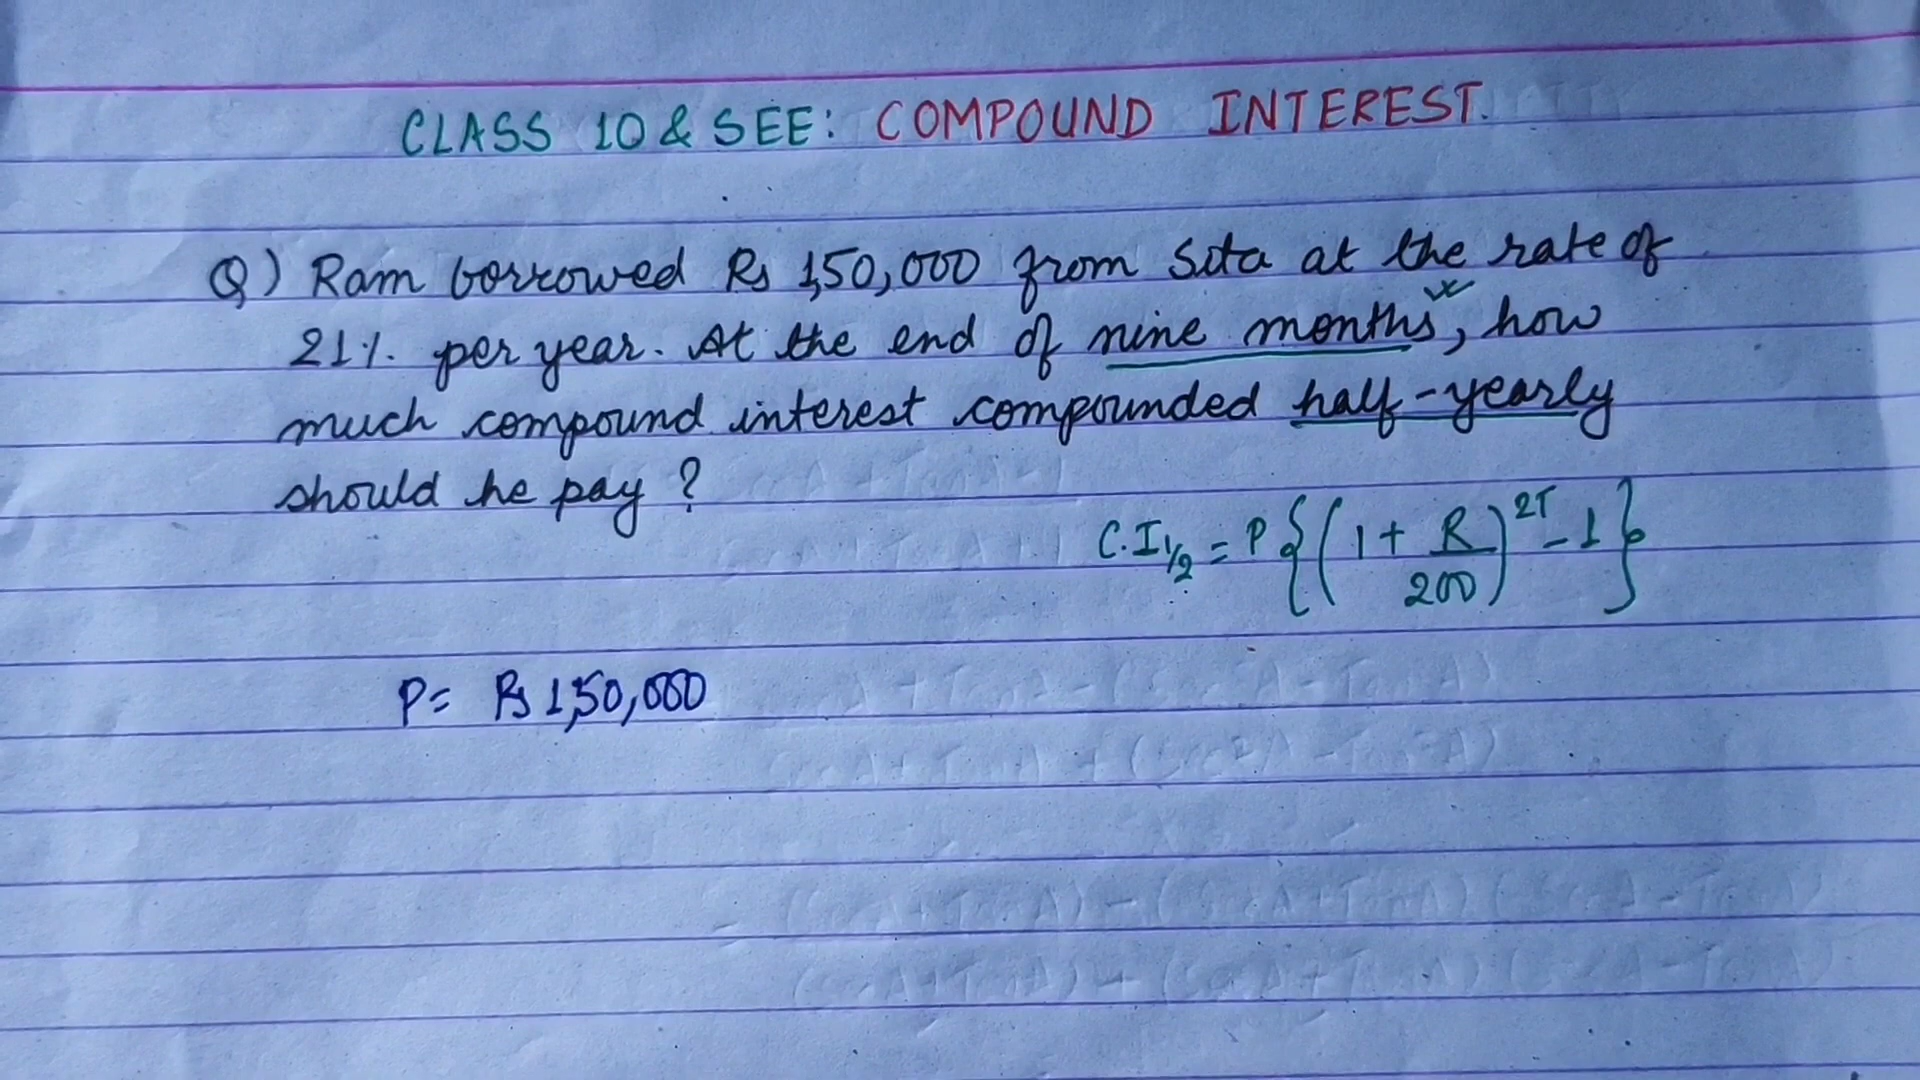 CLASS 10 & SEE: COMPOUND INTEREST.
Q) Ram borrowed Rs 1,50,000 from Sita at the rate of
21%. per year. At the end of nine months, how
much compound interest compounded half-yearly
should he pay?
C.I½ = P{(1 + R/200)^2T - 1}
P = Rs 1,50,000